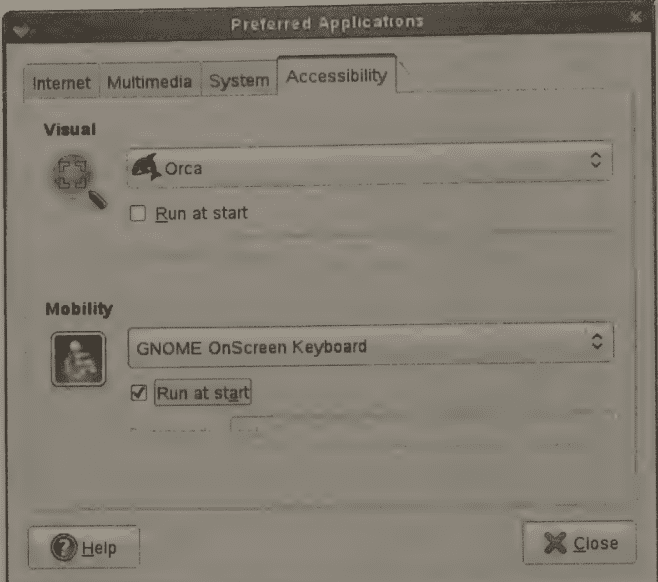 Preferred Applications
Internet
Multimedia
System
Accessibility
Visual
Orca
Run at start
Mobility
GNOME OnScreen Keyboard
Run at start
Help
Close